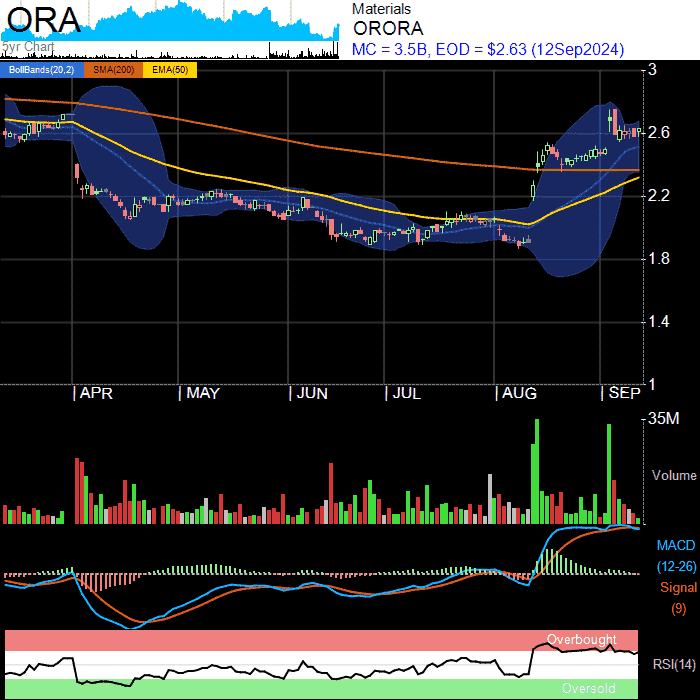 ORA
5yr Chart
Materials
ORORA
MC = 3.5B, EOD = $2.63 (12Sep2024)
BollBands(20,2) SMA(200) EMA(50)
3
2.6
2.2
1.8
1.4
1
APR MAY JUN JUL AUG SEP
35M
Volume
MACD
(12-26)
Signal
(9)
Overbought
RSI(14)
Oversold